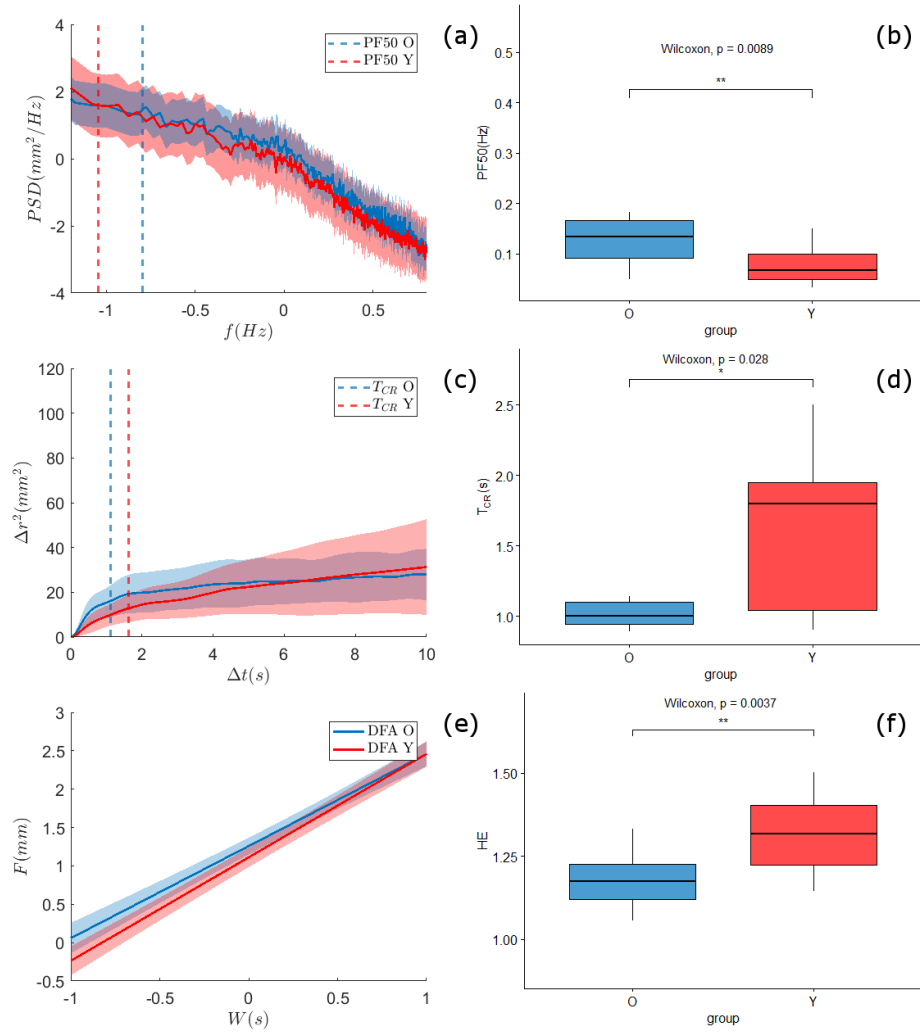 (a)
PSD(mm²/Hz)
4
2
0
-2
-4
PF50 O
PF50 Y
-1
-0.5
0
0.5
f(Hz)
(b)
Wilcoxon, p = 0.0089
**
PF50(Hz)
0.5
0.4
0.3
0.2
0.1
O
Y
group
(c)
Δr²(mm²)
120
100
80
60
40
20
0
T_CR O
T_CR Y
0
2
4
6
8
10
Δt(s)
(d)
Wilcoxon, p = 0.028
*
T_CR(s)
2.5
2.0
1.5
1.0
O
Y
group
(e)
F(mm)
3
2.5
2
1.5
1
0.5
0
-0.5
DFA O
DFA Y
-1
-0.5
0
0.5
1
W(s)
(f)
Wilcoxon, p = 0.0037
**
HE
1.50
1.25
1.00
O
Y
group